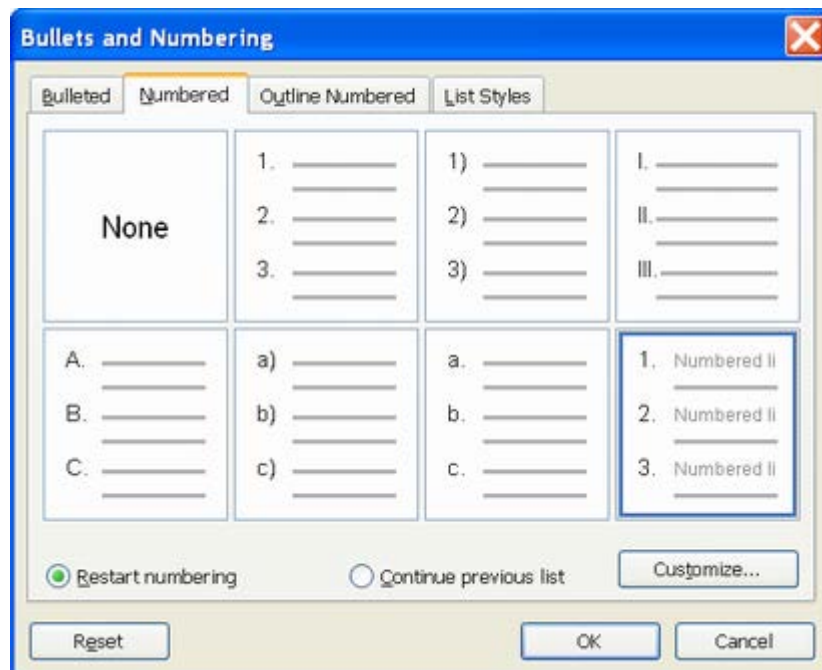 Bullets and Numbering
Bulleted Numbered Outline Numbered List Styles
None
1.
2.
3.
1)
2)
3)
I.
II.
III.
A.
B.
C.
a)
b)
c)
a.
b.
c.
1. Numbered li
2. Numbered li
3. Numbered li
Restart numbering Continue previous list Customize...
Reset OK Cancel